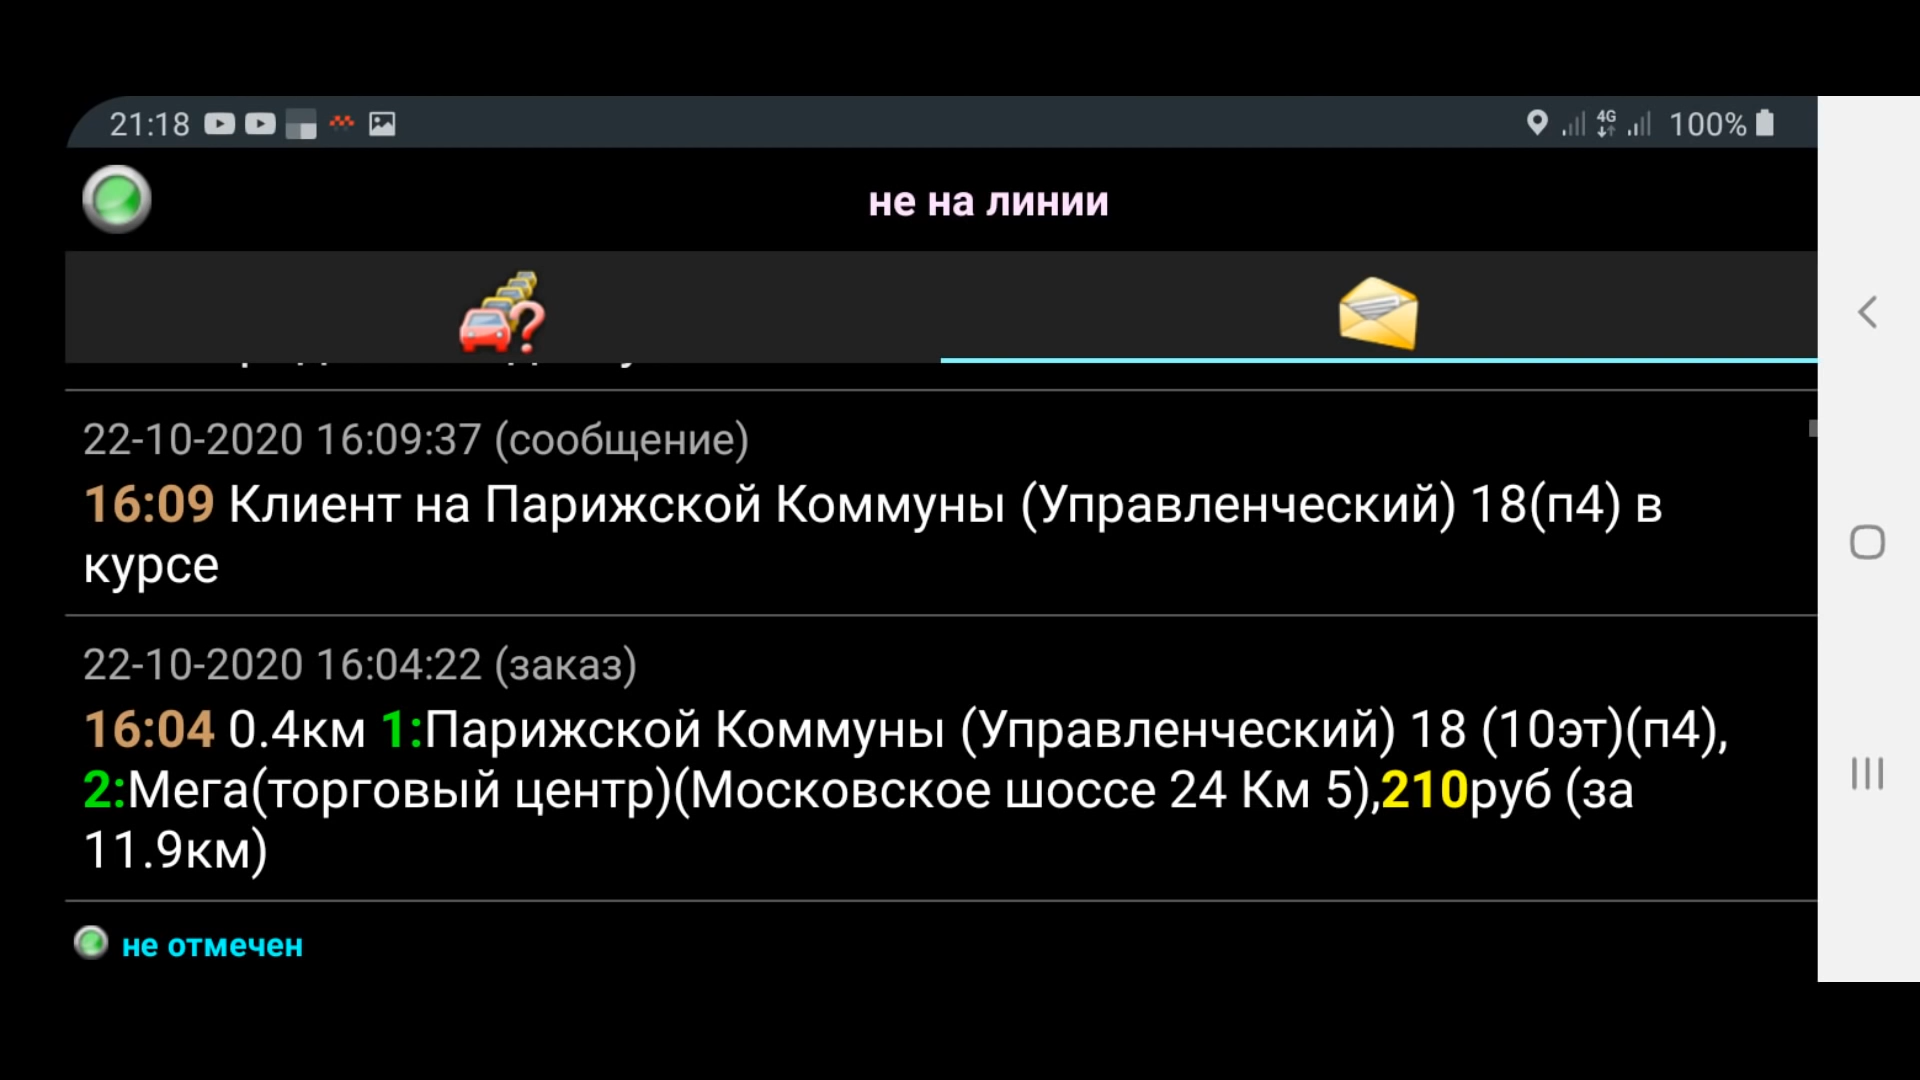 21:18 4G 100%
не на линии
22-10-2020 16:09:37 (сообщение)
16:09 Клиент на Парижской Коммуны (Управленческий) 18(п4) в
курсе
22-10-2020 16:04:22 (заказ)
16:04 0.4км 1:Парижской Коммуны (Управленческий) 18 (10эт)(п4),
2:Мега(торговый центр)(Московское шоссе 24 Км 5),210руб (за
11.9км)
не отмечен